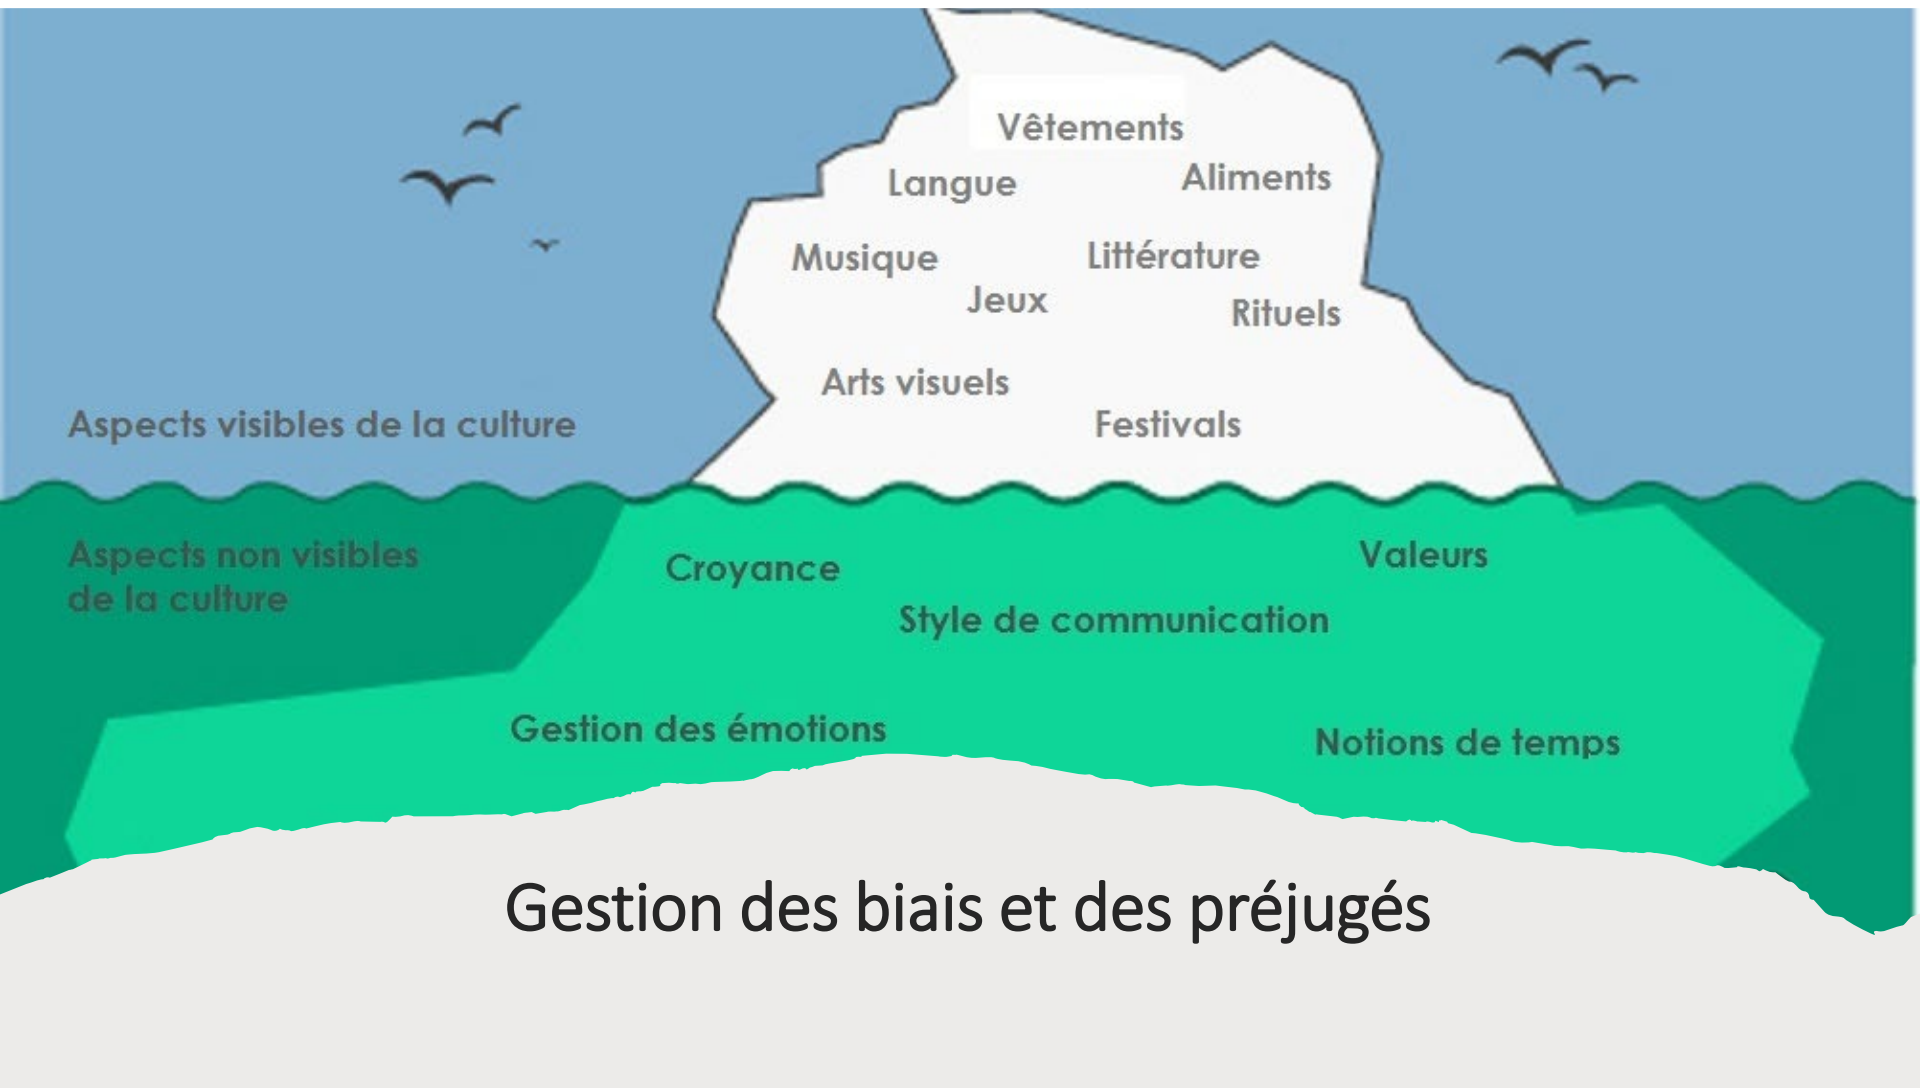 Vêtements
Langue
Aliments
Musique
Littérature
Jeux
Rituels
Arts visuels
Aspects visibles de la culture
Festivals
Aspects non visibles
de la culture
Croyance
Valeurs
Style de communication
Gestion des émotions
Notions de temps
Gestion des biais et des préjugés